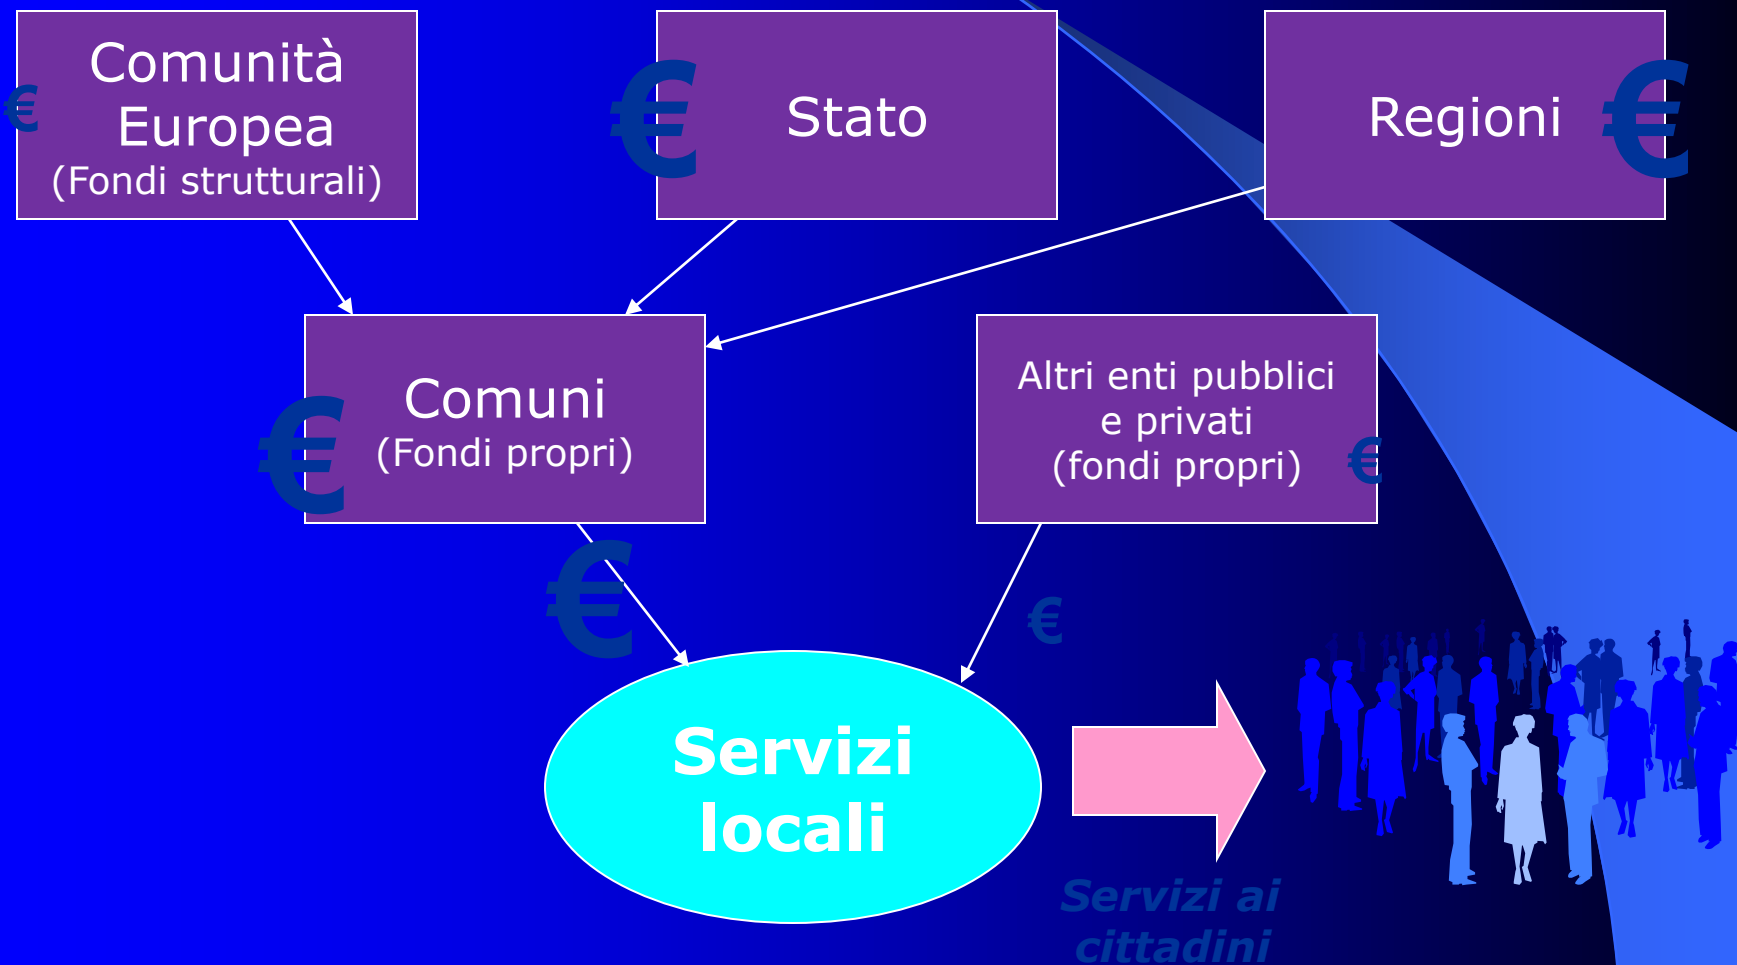 Comunità
Europea
(Fondi strutturali)
€
€
Stato
Regioni
€
Comuni
(Fondi propri)
€
Altri enti pubblici
e privati
(fondi propri)
€
€
€
Servizi
locali
Servizi ai
cittadini